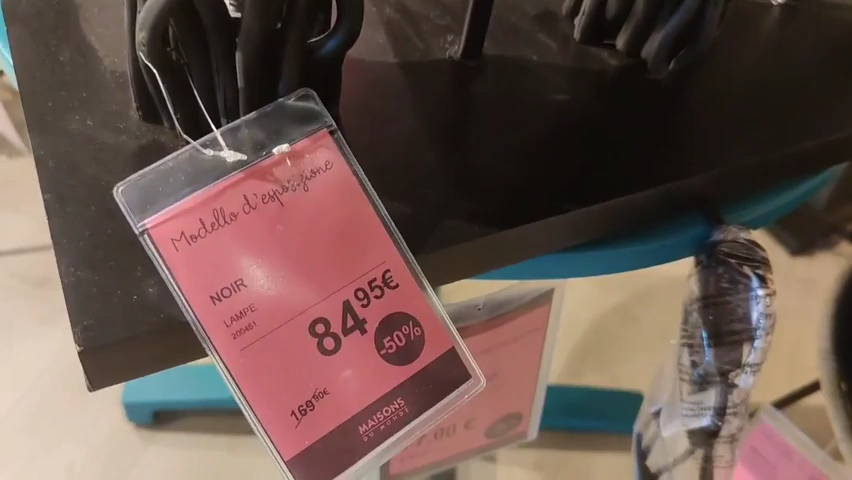 Modello d'esposizione
NOIR
LAMPE
200461
84,95€
-50%
169,90€
MAISONS
DU MONDE